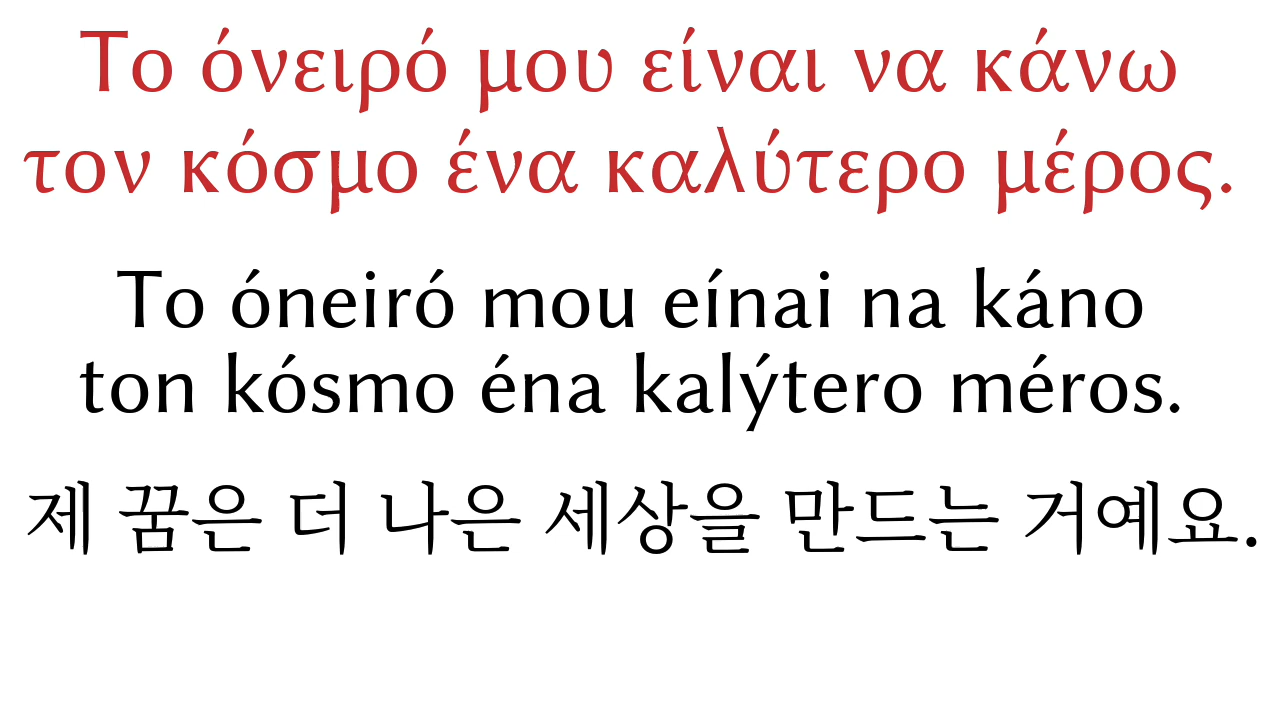 Το όνειρό μου είναι να κάνω
τον κόσμο ένα καλύτερο μέρος.
To óneiró mou eínai na káno
ton kósmo éna kalýtero méros.
제 꿈은 더 나은 세상을 만드는 거예요.